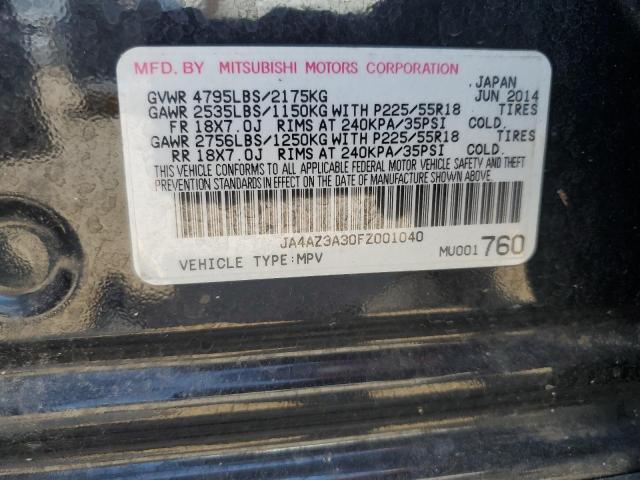 MFD. BY MITSUBISHI MOTORS CORPORATION
JAPAN
GVWR 4795LBS/2175KG JUN 2014
GAWR 2535LBS/1150KG WITH P225/55R18 TIRES
FR 18X7.0J RIMS AT 240KPA/35PSI COLD.
GAWR 2756LBS/1250KG WITH P225/55R18 TIRES
RR 18X7.0J RIMS AT 240KPA/35PSI COLD.
THIS VEHICLE CONFORMS TO ALL APPLICABLE FEDERAL MOTOR VEHICLE SAFETY AND THEFT
PREVENTION STANDARDS IN EFFECT ON THE DATE OF MANUFACTURE SHOWN ABOVE
JA4AZ3A30FZ001040
VEHICLE TYPE:MPV MU001760